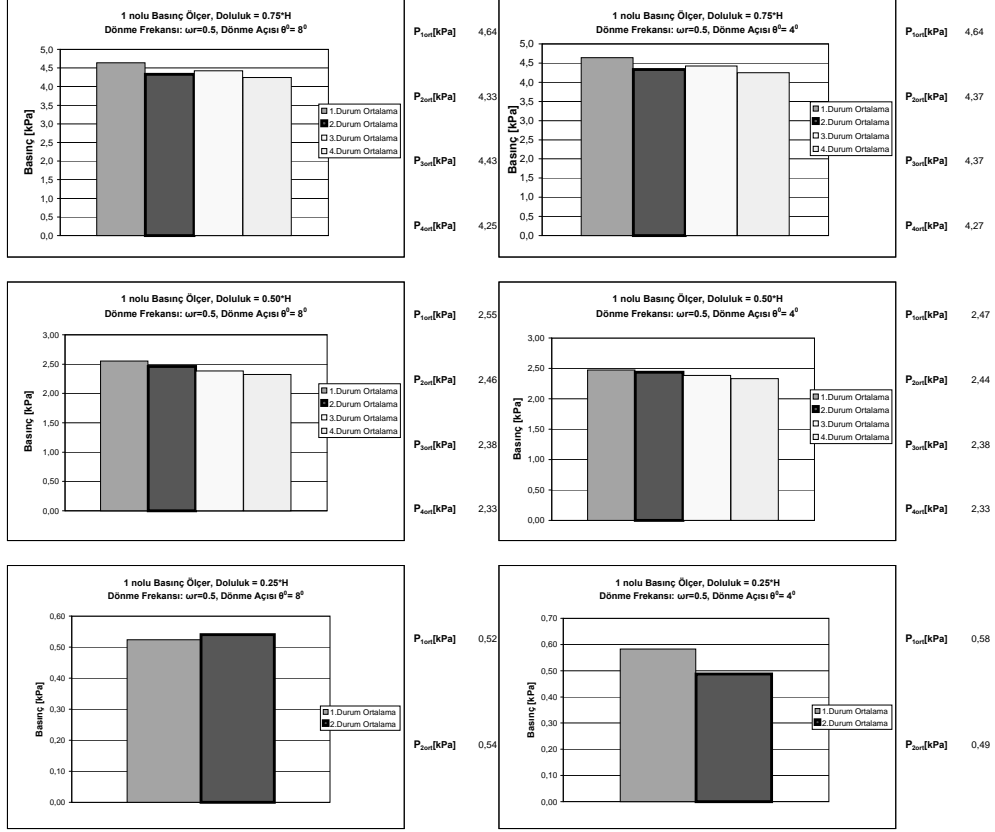 1 nolu Basınç Ölçer, Doluluk = 0.75*H
Dönme Frekansı: ωr=0.5, Dönme Açısı θ⁰= 8⁰
5,0
4,5
4,0
3,5
3,0
2,5
2,0
1,5
1,0
0,5
0,0
Basınç [kPa]
1.Durum Ortalama
2.Durum Ortalama
3.Durum Ortalama
4.Durum Ortalama
P1ort[kPa] 4,64
P2ort[kPa] 4,33
P3ort[kPa] 4,43
P4ort[kPa] 4,25
1 nolu Basınç Ölçer, Doluluk = 0.75*H
Dönme Frekansı: ωr=0.5, Dönme Açısı θ⁰= 4⁰
5,0
4,5
4,0
3,5
3,0
2,5
2,0
1,5
1,0
0,5
0,0
Basınç [kPa]
1.Durum Ortalama
2.Durum Ortalama
3.Durum Ortalama
4.Durum Ortalama
P1ort[kPa] 4,64
P2ort[kPa] 4,37
P3ort[kPa] 4,37
P4ort[kPa] 4,27
1 nolu Basınç Ölçer, Doluluk = 0.50*H
Dönme Frekansı: ωr=0.5, Dönme Açısı θ⁰= 8⁰
3,00
2,50
2,00
1,50
1,00
0,50
0,00
Basınç [kPa]
1.Durum Ortalama
2.Durum Ortalama
3.Durum Ortalama
4.Durum Ortalama
P1ort[kPa] 2,55
P2ort[kPa] 2,46
P3ort[kPa] 2,38
P4ort[kPa] 2,33
1 nolu Basınç Ölçer, Doluluk = 0.50*H
Dönme Frekansı: ωr=0.5, Dönme Açısı θ⁰= 4⁰
3,00
2,50
2,00
1,50
1,00
0,50
0,00
Basınç [kPa]
1.Durum Ortalama
2.Durum Ortalama
3.Durum Ortalama
4.Durum Ortalama
P1ort[kPa] 2,47
P2ort[kPa] 2,44
P3ort[kPa] 2,38
P4ort[kPa] 2,33
1 nolu Basınç Ölçer, Doluluk = 0.25*H
Dönme Frekansı: ωr=0.5, Dönme Açısı θ⁰= 8⁰
0,60
0,50
0,40
0,30
0,20
0,10
0,00
Basınç [kPa]
1.Durum Ortalama
2.Durum Ortalama
P1ort[kPa] 0,52
P2ort[kPa] 0,54
1 nolu Basınç Ölçer, Doluluk = 0.25*H
Dönme Frekansı: ωr=0.5, Dönme Açısı θ⁰= 4⁰
0,70
0,60
0,50
0,40
0,30
0,20
0,10
0,00
Basınç [kPa]
1.Durum Ortalama
2.Durum Ortalama
P1ort[kPa] 0,58
P2ort[kPa] 0,49